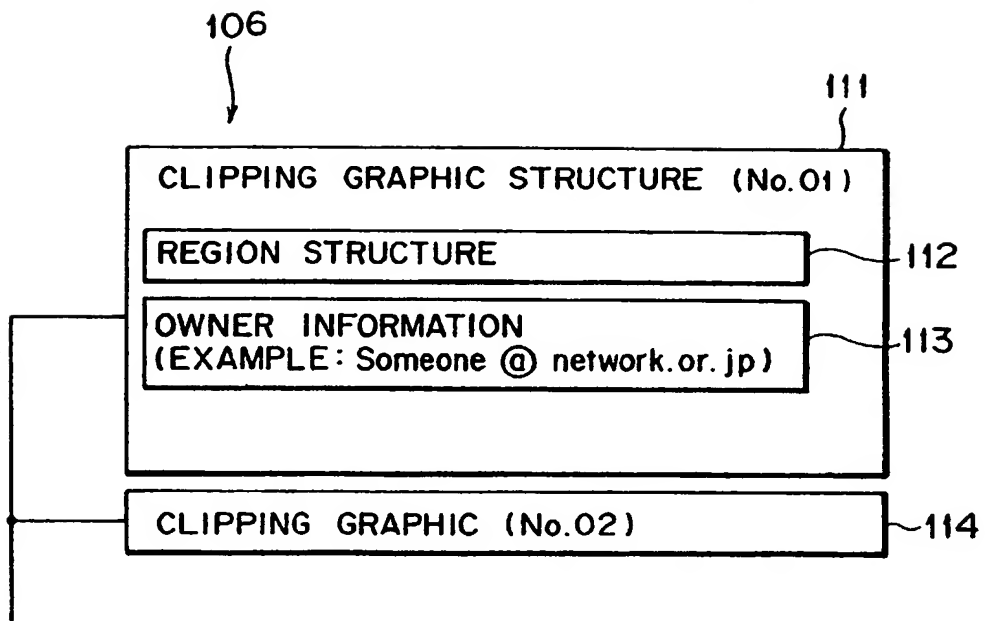 106
111
CLIPPING GRAPHIC STRUCTURE (No.01)
REGION STRUCTURE
112
OWNER INFORMATION
(EXAMPLE: Someone @ network.or.jp)
113
CLIPPING GRAPHIC (No.02)
114